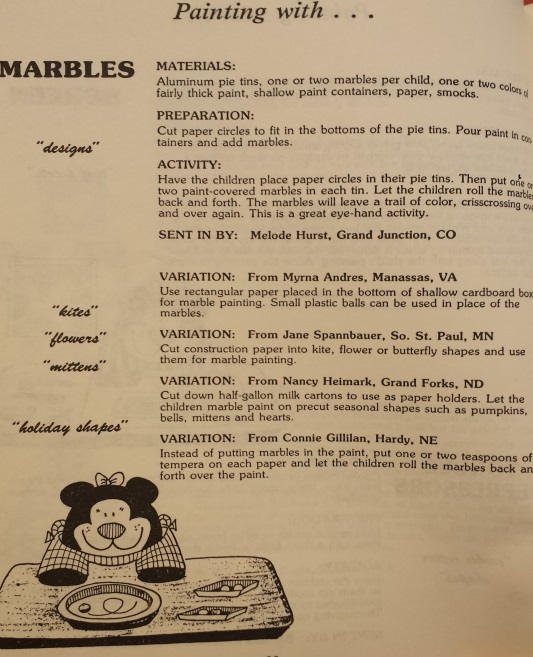 Painting with . . .
MARBLES
MATERIALS:
Aluminum pie tins, one or two marbles per child, one or two colors of
fairly thick paint, shallow paint containers, paper, smocks.
PREPARATION:
"designs"
Cut paper circles to fit in the bottoms of the pie tins. Pour paint in con
tainers and add marbles.
ACTIVITY:
Have the children place paper circles in their pie tins. Then put one or
two paint-covered marbles in each tin. Let the children roll the marbles
back and forth. The marbles will leave a trail of color, crisscrossing ove
and over again. This is a great eye-hand activity.
SENT IN BY: Melode Hurst, Grand Junction, CO
VARIATION: From Myrna Andres, Manassas, VA
Use rectangular paper placed in the bottom of shallow cardboard box
"kites"
for marble painting. Small plastic balls can be used in place of the
marbles.
"flowers"
VARIATION: From Jane Spannbauer, So. St. Paul, MN
Cut construction paper into kite, flower or butterfly shapes and use
"mittens"
them for marble painting.
VARIATION: From Nancy Heimark, Grand Forks, ND
Cut down half-gallon milk cartons to use as paper holders. Let the
children marble paint on precut seasonal shapes such as pumpkins,
"holiday shapes"
bells, mittens and hearts.
VARIATION: From Connie Gillilan, Hardy, NE
Instead of putting marbles in the paint, put one or two teaspoons of
tempera on each paper and let the children roll the marbles back an
forth over the paint.